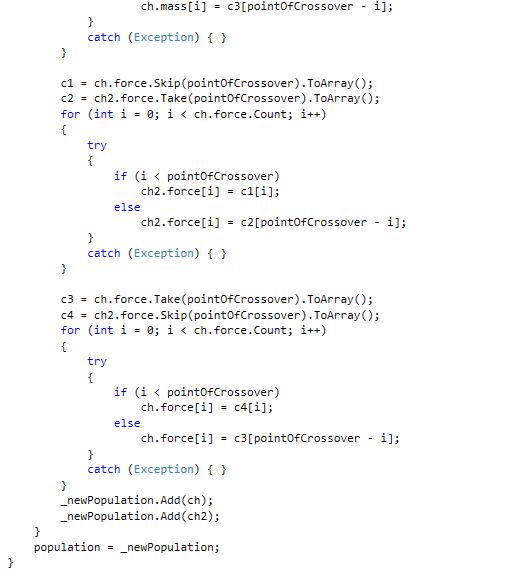 ch.mass[i] = c3[pointOfCrossover - i];
}
catch (Exception) { }
}
c1 = ch.force.Skip(pointOfCrossover).ToArray();
c2 = ch2.force.Take(pointOfCrossover).ToArray();
for (int i = 0; i < ch.force.Count; i++)
{
try
{
if (i < pointOfCrossover)
ch2.force[i] = c1[i];
else
ch2.force[i] = c2[pointOfCrossover - i];
}
catch (Exception) { }
}
c3 = ch.force.Take(pointOfCrossover).ToArray();
c4 = ch2.force.Skip(pointOfCrossover).ToArray();
for (int i = 0; i < ch.force.Count; i++)
{
try
{
if (i < pointOfCrossover)
ch.force[i] = c4[i];
else
ch.force[i] = c3[pointOfCrossover - i];
}
catch (Exception) { }
}
_newPopulation.Add(ch);
_newPopulation.Add(ch2);
}
population = _newPopulation;
}